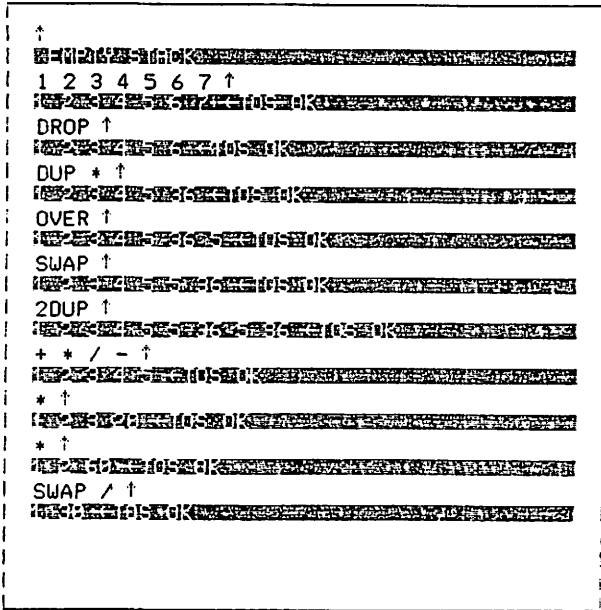 ↑
EMPTY STACK
1 2 3 4 5 6 7 ↑
1 2 3 4 5 6 7 ← TOS OK
DROP ↑
1 2 3 4 5 6 ← TOS OK
DUP * ↑
1 2 3 4 5 36 ← TOS OK
OVER ↑
1 2 3 4 5 36 5 ← TOS OK
SWAP ↑
1 2 3 4 5 5 36 ← TOS OK
2DUP ↑
1 2 3 4 5 5 36 5 36 ← TOS OK
+ * / - ↑
1 2 3 4 5 ← TOS OK
* ↑
1 2 3 20 ← TOS OK
* ↑
1 2 60 ← TOS OK
SWAP / ↑
1 30 ← TOS OK